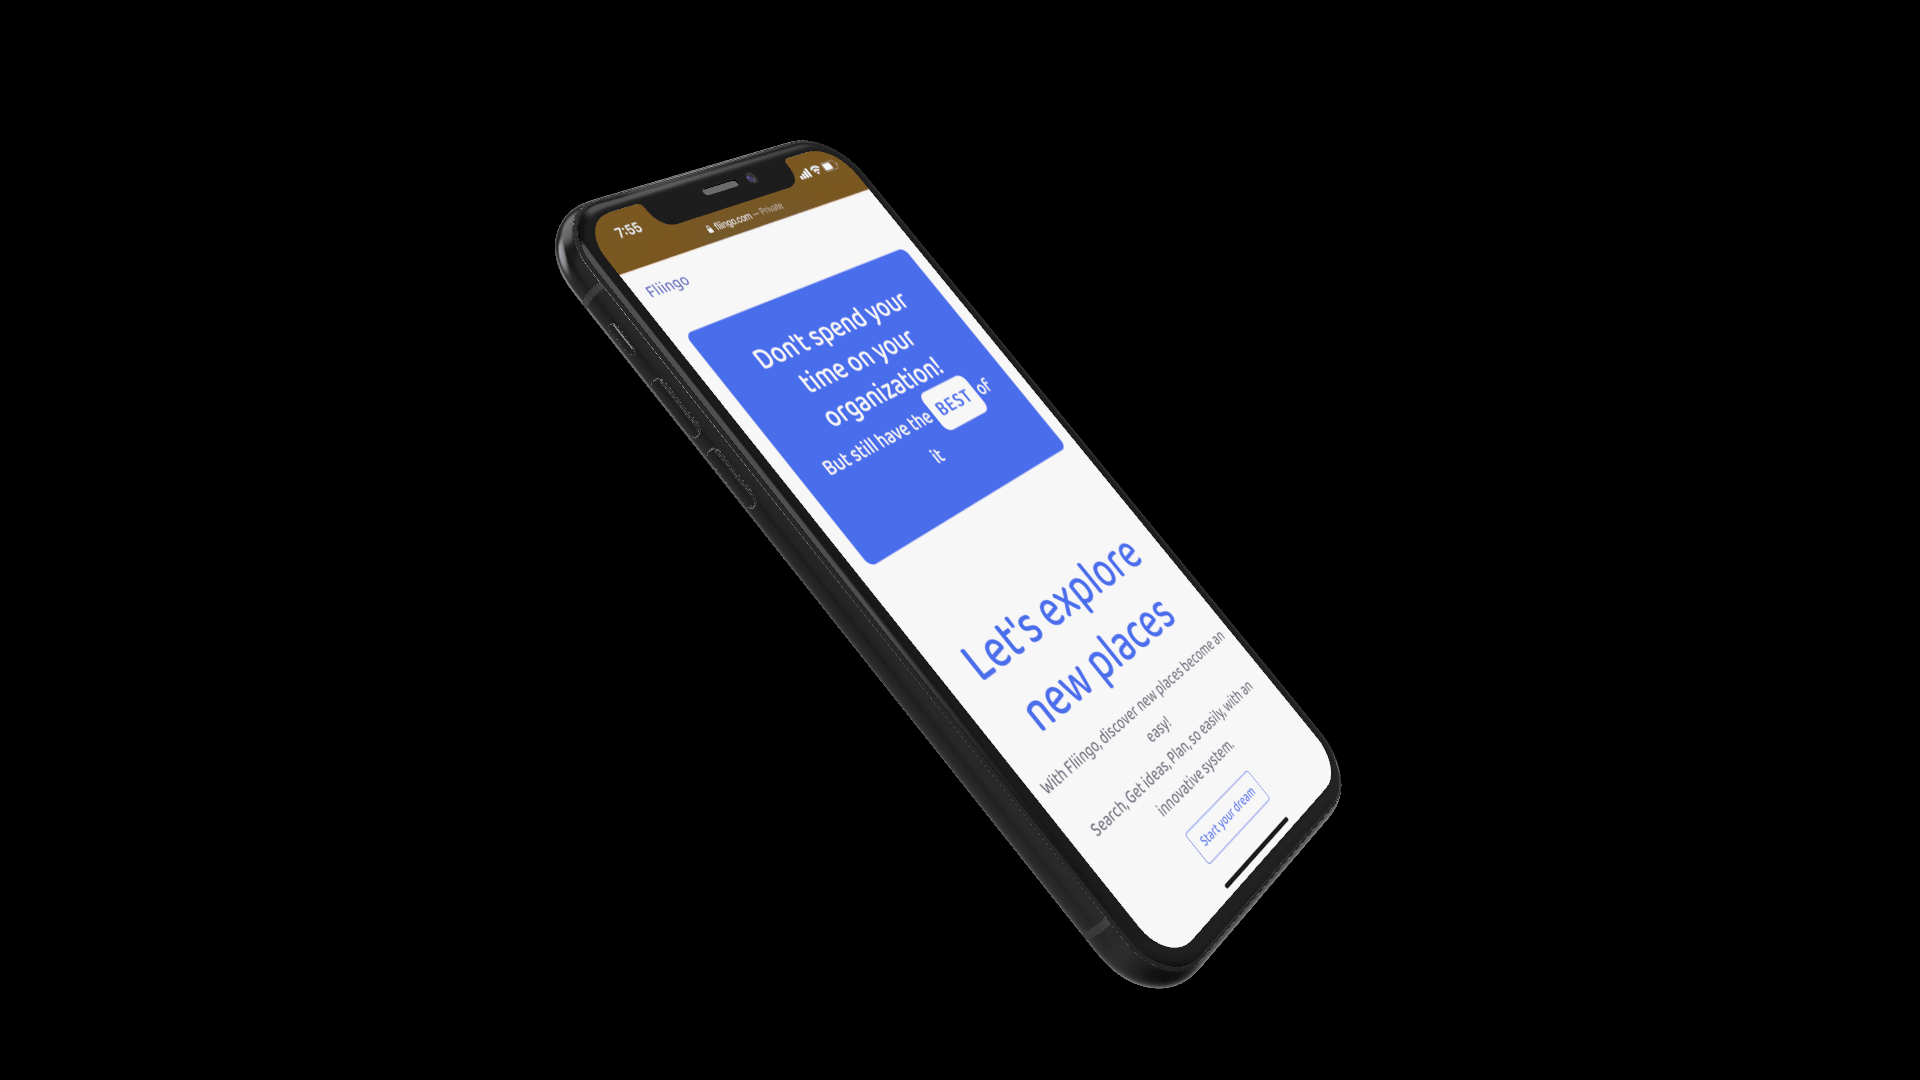 7:55
fliingo.com — Private
Fliingo
Don't spend your
time on your
organization!
But still have the BEST of
it
Let's explore
new places
With Fliingo, discover new places become an
easy!
Search, Get ideas, Plan, so easily, with an
innovative system.
Start your dream